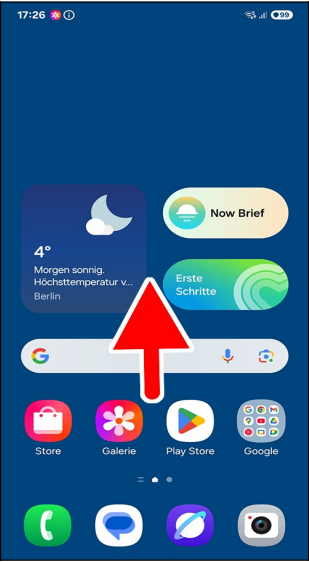 17:26
99
Now Brief
4°
Morgen sonnig.
Höchsttemperatur v...
Berlin
Erste
Schritte
Store
Galerie
Play Store
Google